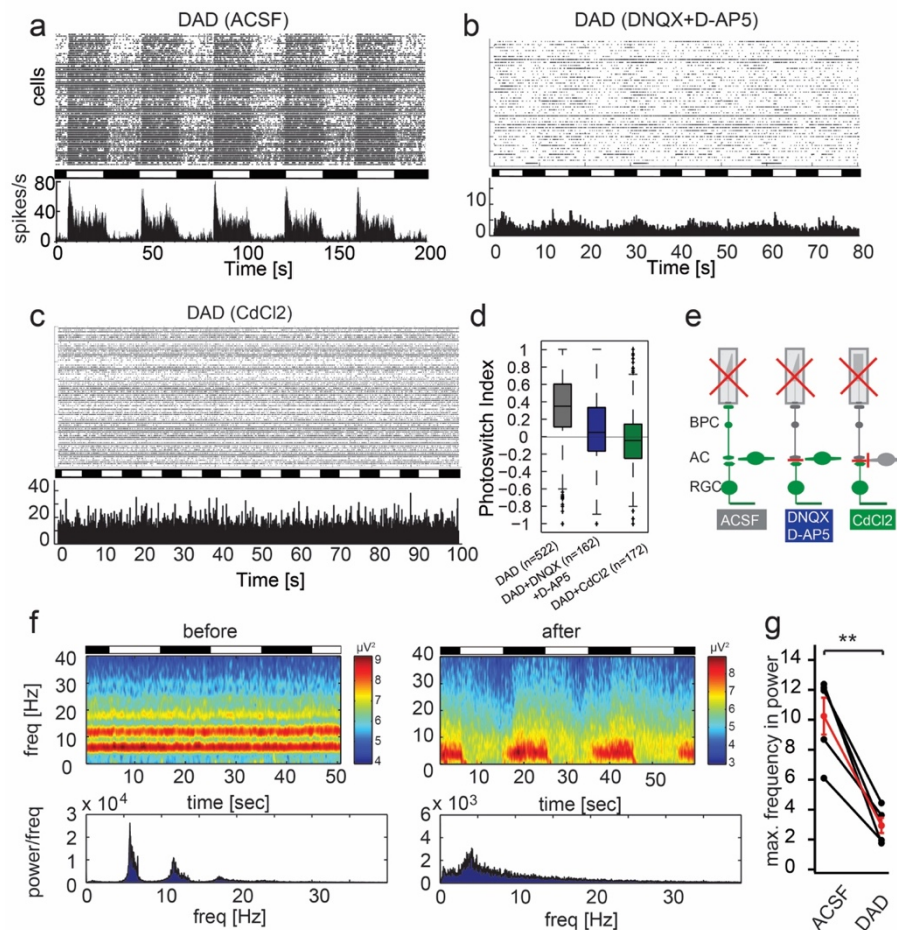 a
DAD (ACSF)
cells
spikes/s
80
40
0
0 50 100 150 200
Time [s]
b
DAD (DNQX+D-AP5)
10
0
0 10 20 30 40 50 60 70 80
Time [s]
c
DAD (CdCl2)
40
20
0
0 10 20 30 40 50 60 70 80 90 100
Time [s]
d
Photoswitch Index
1
0.8
0.6
0.4
0.2
0
−0.2
−0.4
−0.6
−0.8
−1
DAD (n=522)
DAD+DNQX (n=162)
+D-AP5
DAD+CdCl2 (n=172)
e
BPC
AC
RGC
ACSF
DNQX
D-AP5
CdCl2
f
before
after
µV²
9
8
7
6
5
4
3
µV²
8
7
6
5
4
3
freq [Hz]
40
30
20
10
0
10 20 30 40 50
time [sec]
40
30
20
10
0
10 20 30 40 50
time [sec]
power/freq
3 x 10⁴
2
1
0
0 10 20 30
freq [Hz]
6 x 10³
4
2
0
0 10 20 30
freq [Hz]
g
**
max. frequency in power
14
12
10
8
6
4
2
0
ACSF
DAD